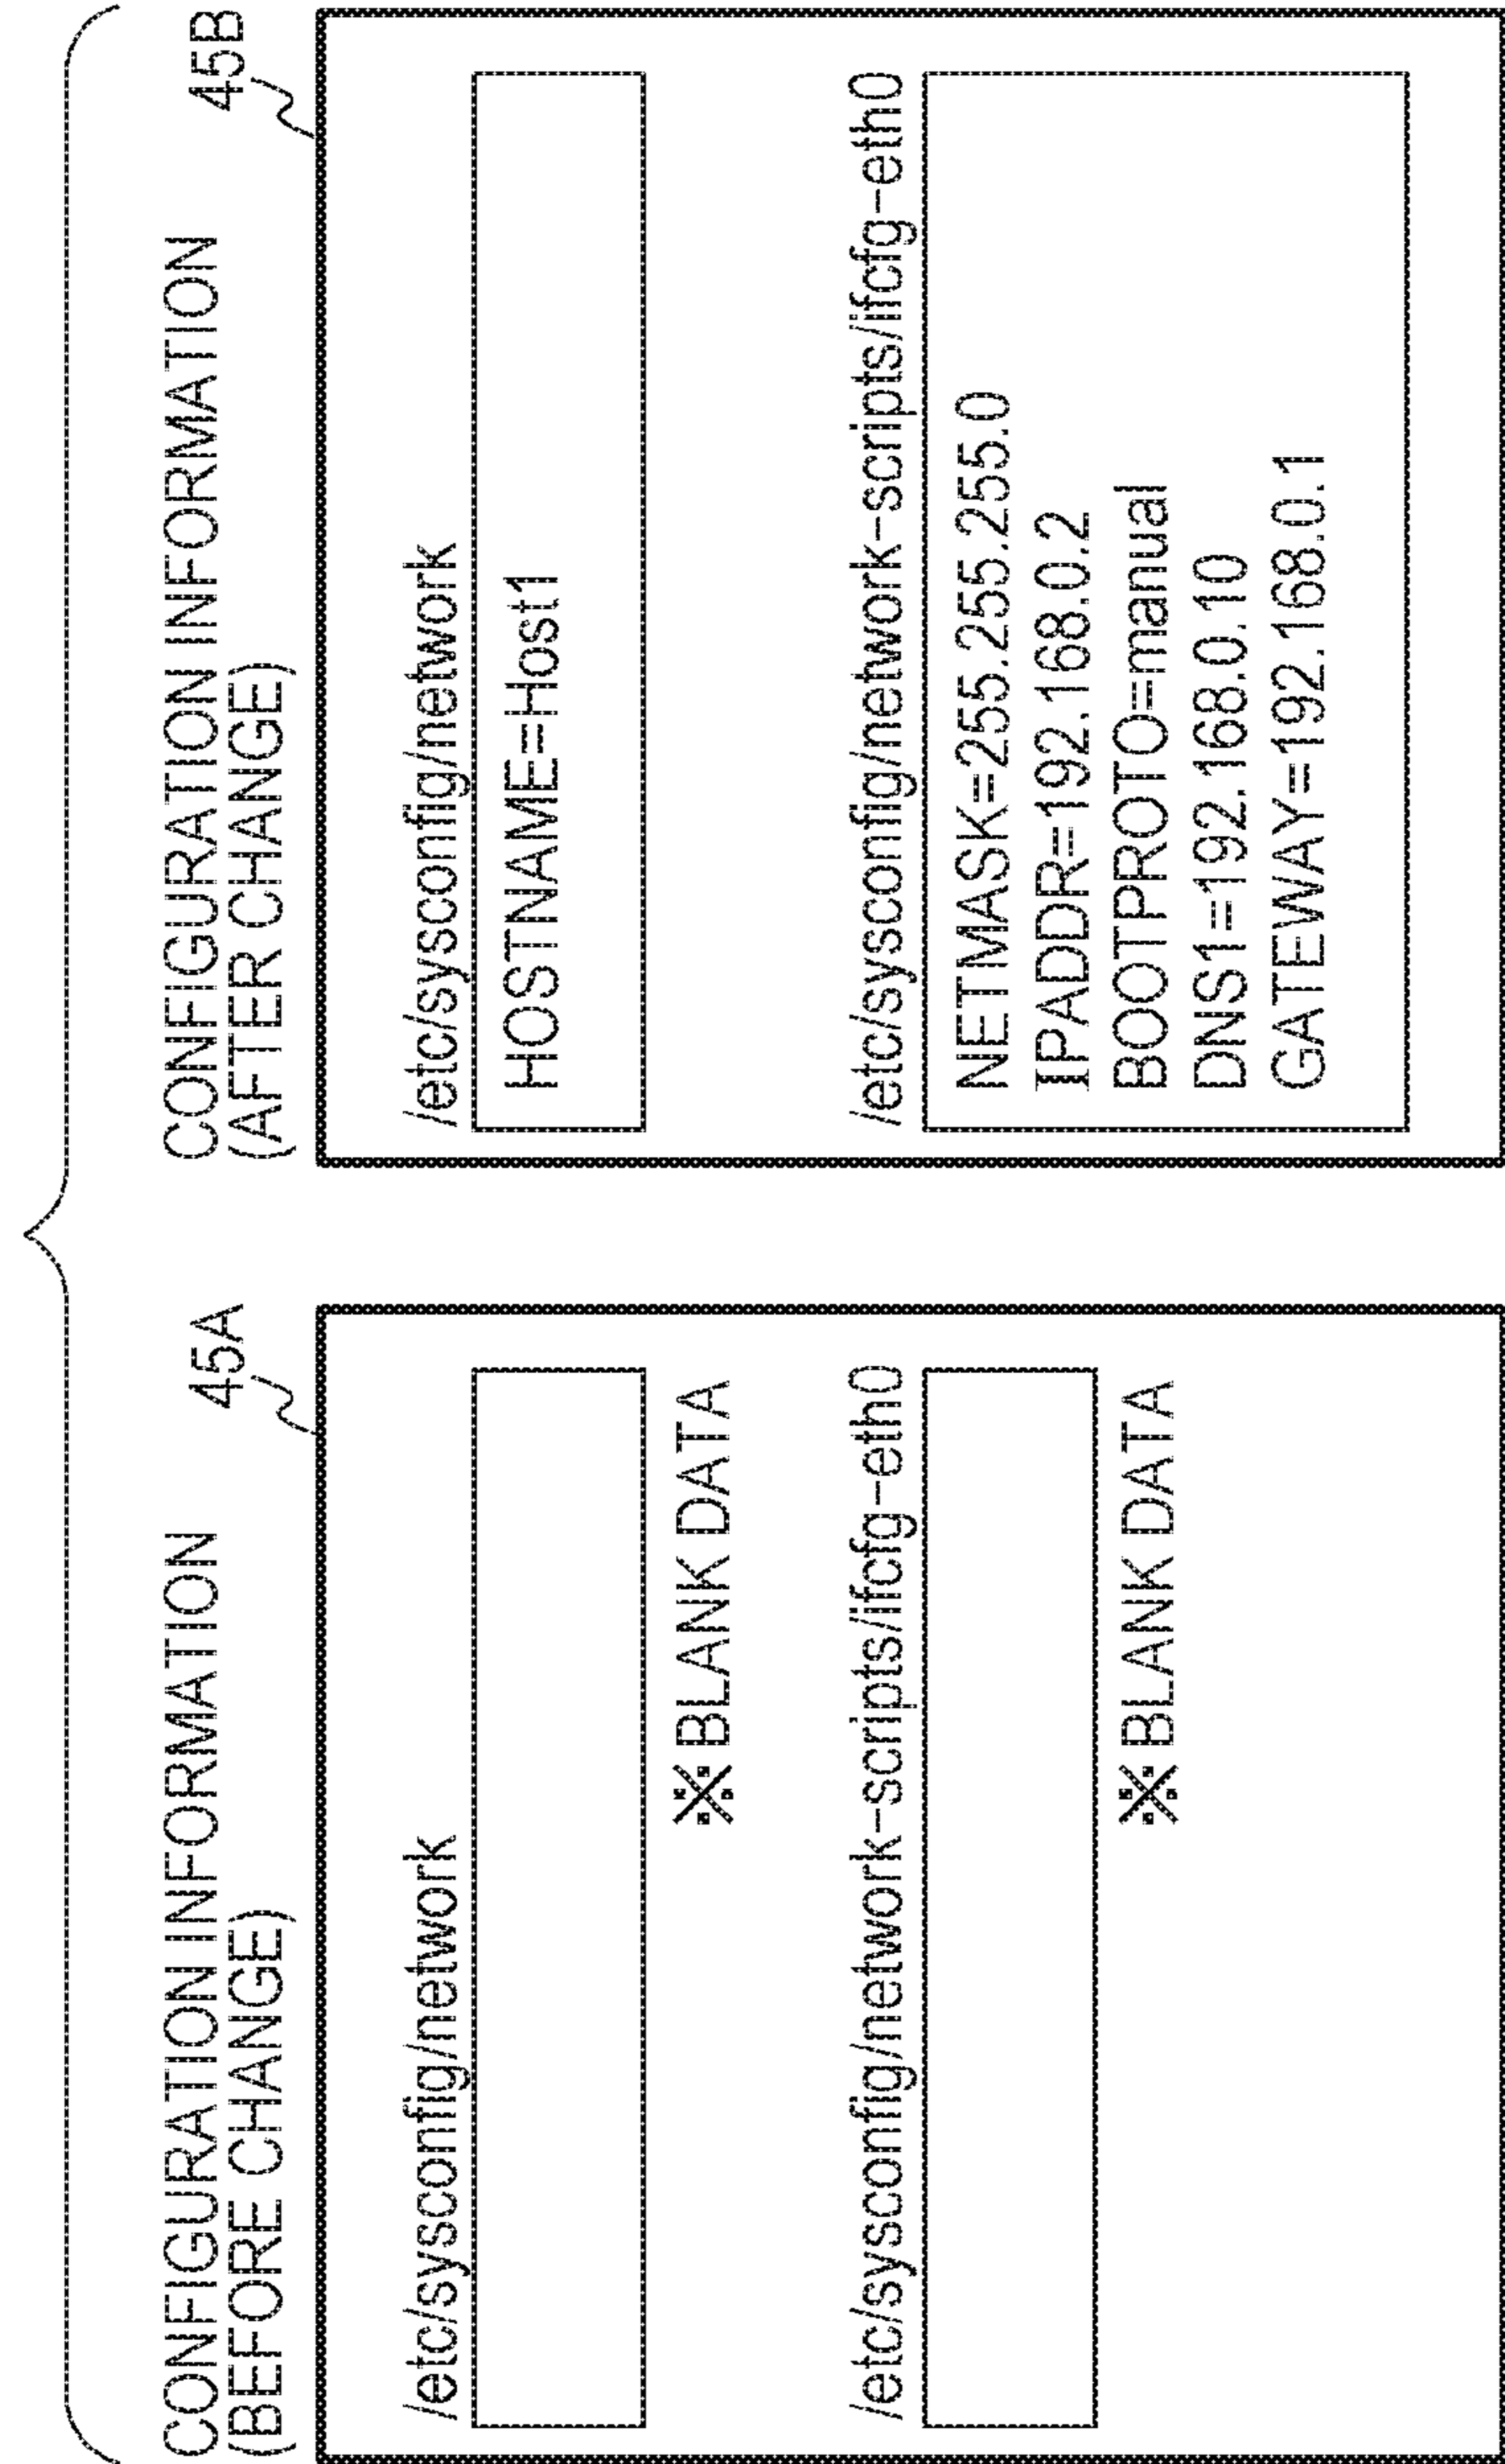 CONFIGURATION INFORMATION
(BEFORE CHANGE)
45A
/etc/sysconfig/network
※BLANK DATA
/etc/sysconfig/network-scripts/ifcfg-eth0
※BLANK DATA
CONFIGURATION INFORMATION
(AFTER CHANGE)
45B
/etc/sysconfig/network
HOSTNAME=Host1
/etc/sysconfig/network-scripts/ifcfg-eth0
NETMASK=255.255.255.0
IPADDR=192.168.0.2
BOOTPROTO=manual
DNS1=192.168.0.10
GATEWAY=192.168.0.1